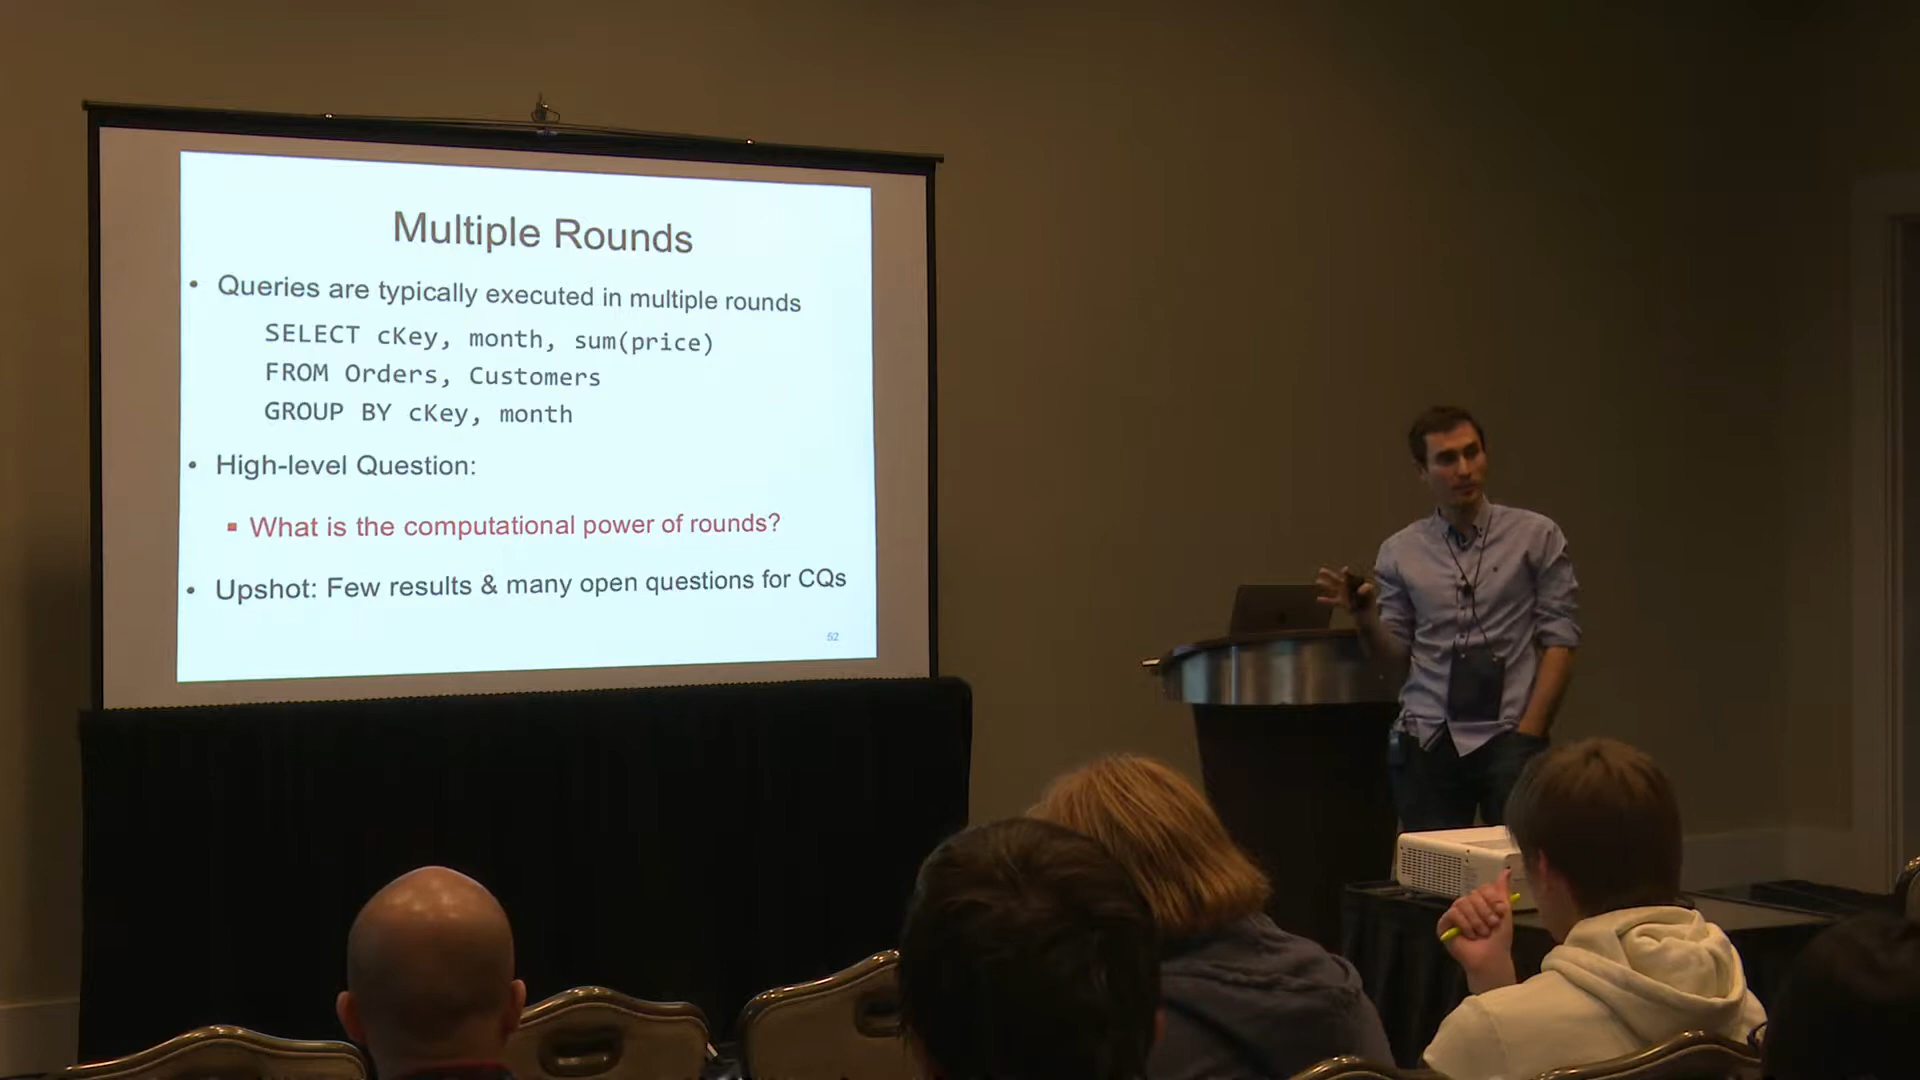 Multiple Rounds
• Queries are typically executed in multiple rounds
SELECT cKey, month, sum(price)
FROM Orders, Customers
GROUP BY cKey, month
• High-level Question:
▪ What is the computational power of rounds?
• Upshot: Few results & many open questions for CQs
52